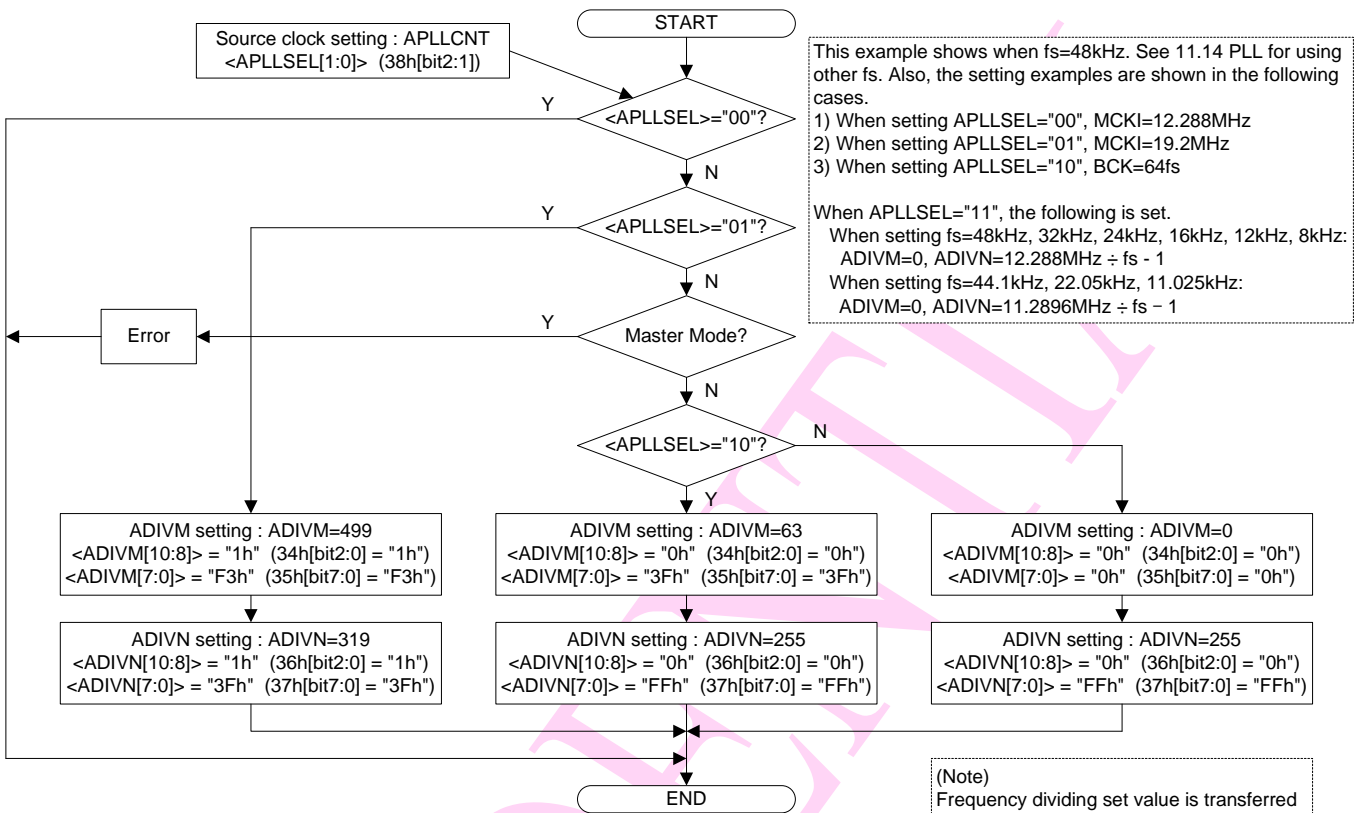 START
Source clock setting : APLLCNT
<APLLSEL[1:0]> (38h[bit2:1])
This example shows when fs=48kHz. See 11.14 PLL for using
other fs. Also, the setting examples are shown in the following
cases.
1) When setting APLLSEL="00", MCKI=12.288MHz
2) When setting APLLSEL="01", MCKI=19.2MHz
3) When setting APLLSEL="10", BCK=64fs
When APLLSEL="11", the following is set.
When setting fs=48kHz, 32kHz, 24kHz, 16kHz, 12kHz, 8kHz:
ADIVM=0, ADIVN=12.288MHz ÷ fs - 1
When setting fs=44.1kHz, 22.05kHz, 11.025kHz:
ADIVM=0, ADIVN=11.2896MHz ÷ fs − 1
Y
<APLLSEL>="00"?
N
Y
<APLLSEL>="01"?
N
Error
Y
Master Mode?
N
<APLLSEL>="10"?
N
Y
ADIVM setting : ADIVM=499
<ADIVM[10:8]> = "1h" (34h[bit2:0] = "1h")
<ADIVM[7:0]> = "F3h" (35h[bit7:0] = "F3h")
ADIVM setting : ADIVM=63
<ADIVM[10:8]> = "0h" (34h[bit2:0] = "0h")
<ADIVM[7:0]> = "3Fh" (35h[bit7:0] = "3Fh")
ADIVM setting : ADIVM=0
<ADIVM[10:8]> = "0h" (34h[bit2:0] = "0h")
<ADIVM[7:0]> = "0h" (35h[bit7:0] = "0h")
ADIVN setting : ADIVN=319
<ADIVN[10:8]> = "1h" (36h[bit2:0] = "1h")
<ADIVN[7:0]> = "3Fh" (37h[bit7:0] = "3Fh")
ADIVN setting : ADIVN=255
<ADIVN[10:8]> = "0h" (36h[bit2:0] = "0h")
<ADIVN[7:0]> = "FFh" (37h[bit7:0] = "FFh")
ADIVN setting : ADIVN=255
<ADIVN[10:8]> = "0h" (36h[bit2:0] = "0h")
<ADIVN[7:0]> = "FFh" (37h[bit7:0] = "FFh")
END
(Note)
Frequency dividing set value is transferred